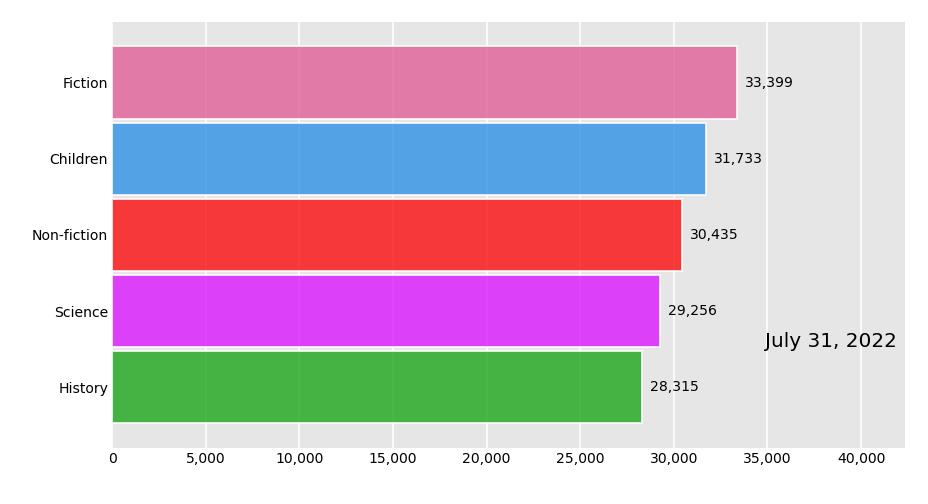 Fiction 33,399
Children 31,733
Non-fiction 30,435
Science 29,256
July 31, 2022
History 28,315
0 5,000 10,000 15,000 20,000 25,000 30,000 35,000 40,000